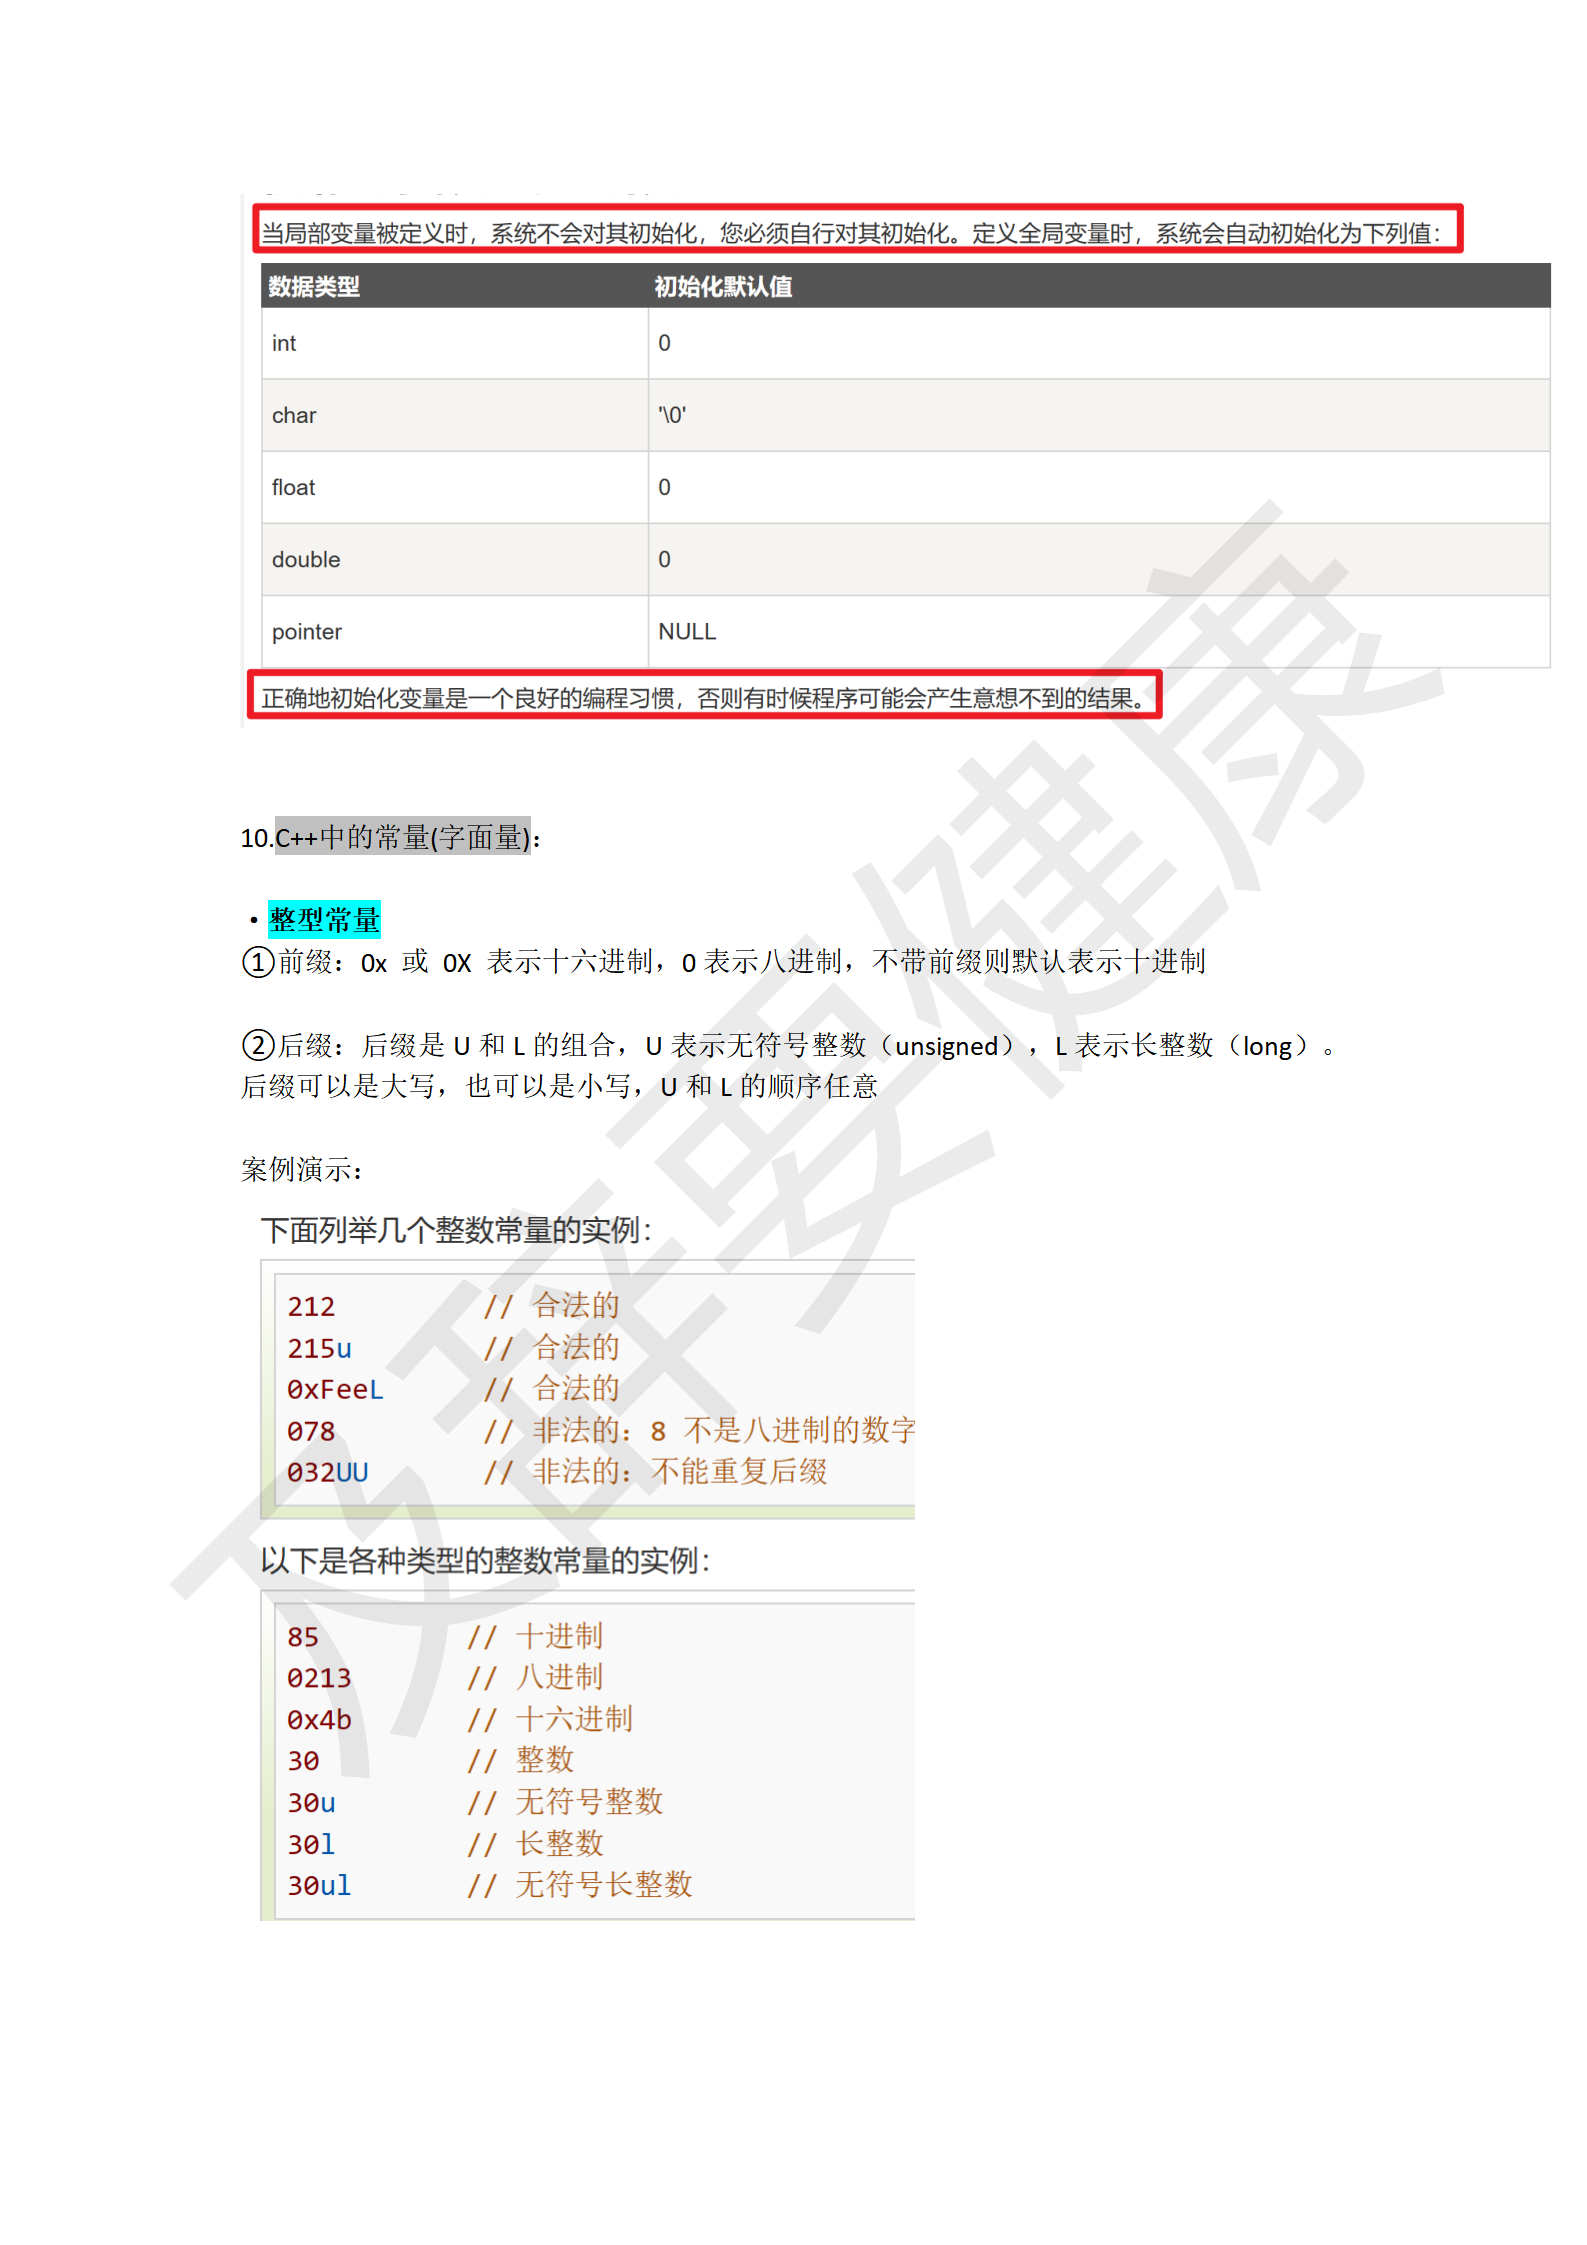 当局部变量被定义时，系统不会对其初始化，您必须自行对其初始化。定义全局变量时，系统会自动初始化为下列值：
数据类型 初始化默认值
int 0
char '\0'
float 0
double 0
pointer NULL
正确地初始化变量是一个良好的编程习惯，否则有时候程序可能会产生意想不到的结果。
10.C++中的常量(字面量)：
·整型常量
①前缀：0x 或 0X 表示十六进制，0 表示八进制，不带前缀则默认表示十进制
②后缀：后缀是 U 和 L 的组合，U 表示无符号整数（unsigned），L 表示长整数（long）。
后缀可以是大写，也可以是小写，U 和 L 的顺序任意
案例演示：
下面列举几个整数常量的实例：
212 // 合法的
215u // 合法的
0xFeeL // 合法的
078 // 非法的：8 不是八进制的数字
032UU // 非法的：不能重复后缀
以下是各种类型的整数常量的实例：
85 // 十进制
0213 // 八进制
0x4b // 十六进制
30 // 整数
30u // 无符号整数
30l // 长整数
30ul // 无符号长整数
及辞要健康